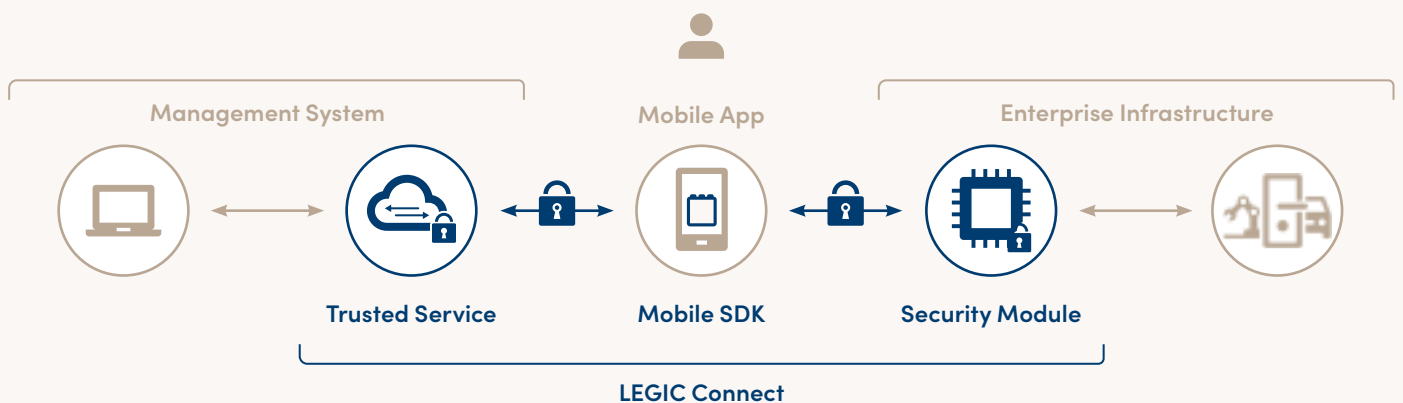 Management System
Mobile App
Enterprise Infrastructure
Trusted Service
Mobile SDK
Security Module
LEGIC Connect